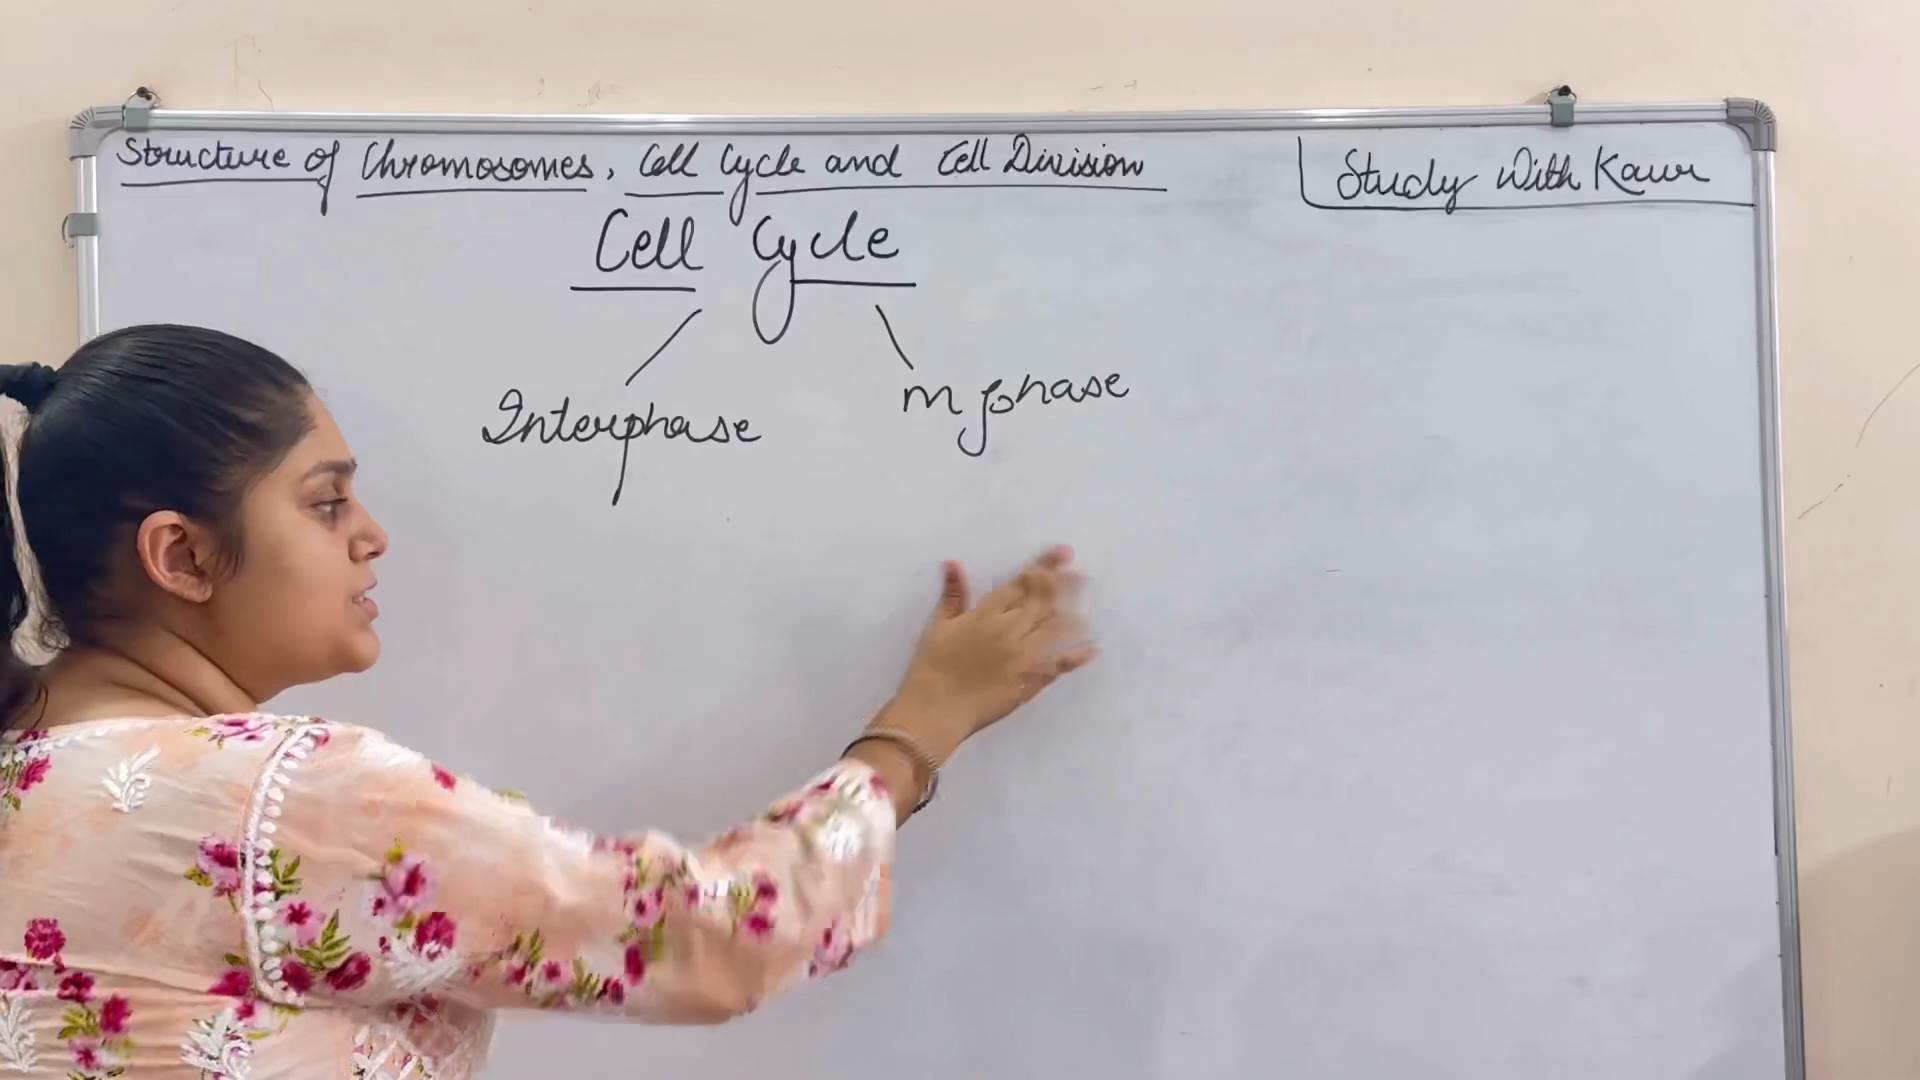 Structure of Chromosomes, Cell Cycle and Cell Division
Study With Kaur
Cell Cycle
Interphase
m phase